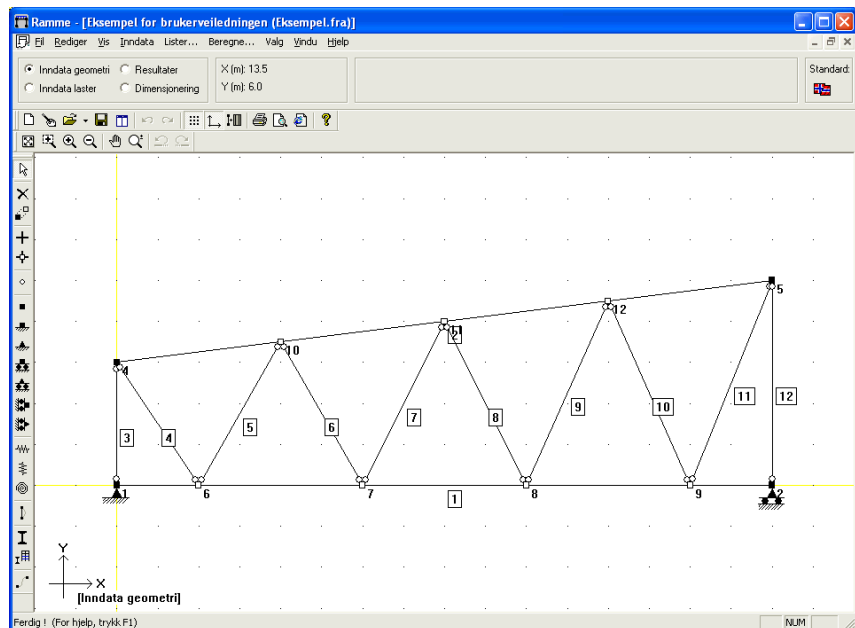 Ramme - [Eksempel for brukerveiledningen (Eksempel.fra)]
Fil Rediger Vis Inndata Lister... Beregne... Valg Vindu Hjelp
Inndata geometri Resultater X (m): 13.5 Standard:
Inndata laster Dimensjonering Y (m): 6.0
5
12
11
2
10
4
11 12
10
9
8
7
6
5
4
3
1 6 7 8 9 2
1
Y
X
[Inndata geometri]
Ferdig ! (For hjelp, trykk F1) NUM